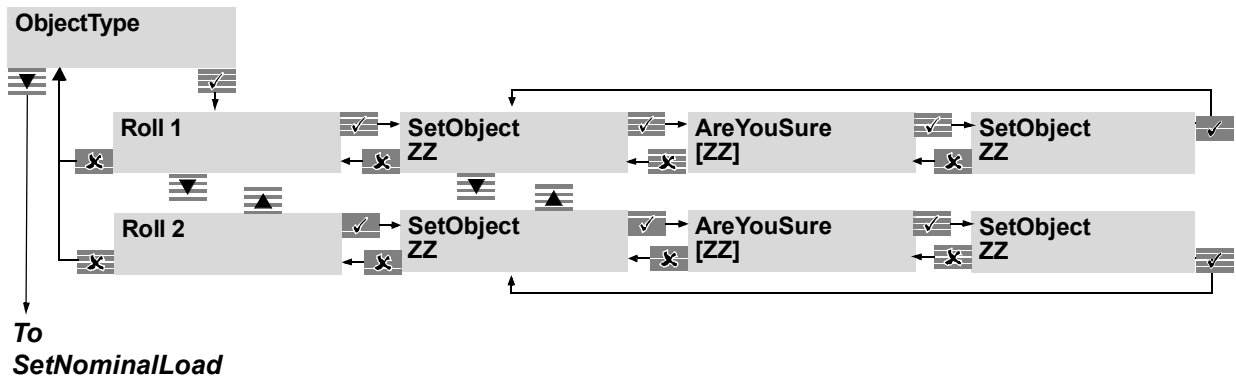 ObjectType
Roll 1
SetObject
ZZ
AreYouSure
[ZZ]
SetObject
ZZ
Roll 2
SetObject
ZZ
AreYouSure
[ZZ]
SetObject
ZZ
To
SetNominalLoad